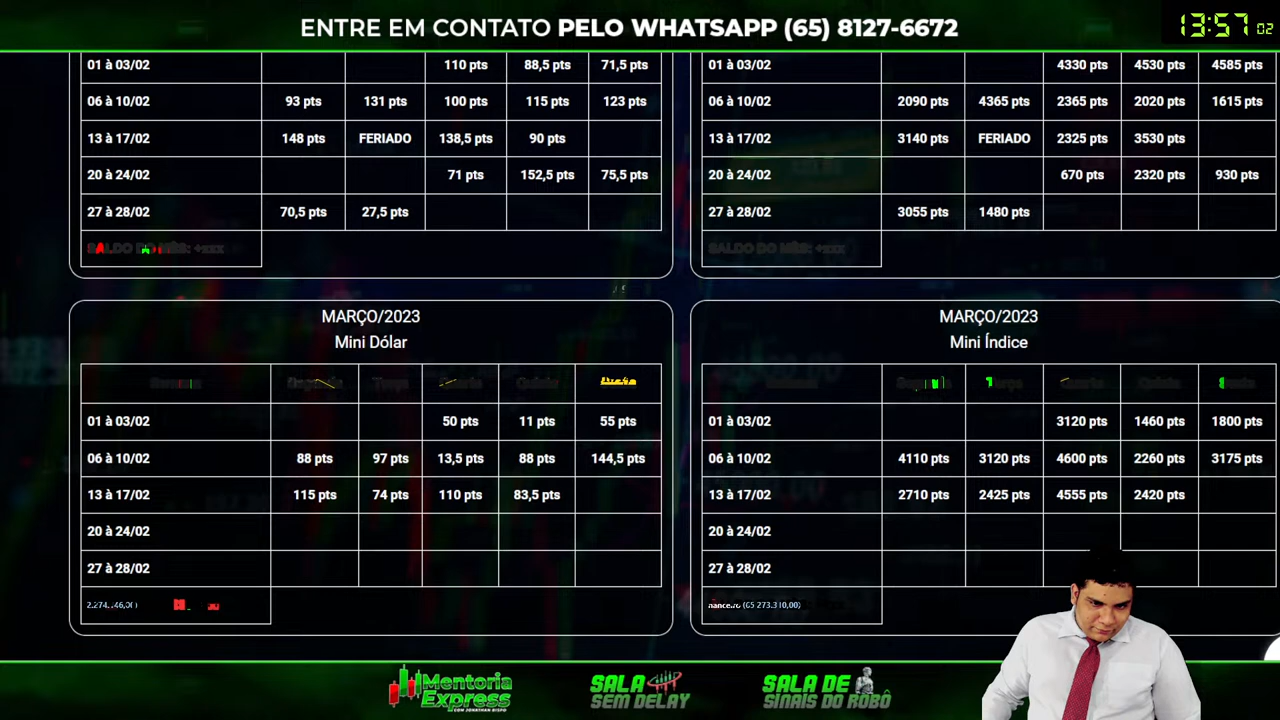 ENTRE EM CONTATO PELO WHATSAPP (65) 8127-6672
13:57 02
01 à 03/02 110 pts 88,5 pts 71,5 pts
06 à 10/02 93 pts 131 pts 100 pts 115 pts 123 pts
13 à 17/02 148 pts FERIADO 138,5 pts 90 pts
20 à 24/02 71 pts 152,5 pts 75,5 pts
27 à 28/02 70,5 pts 27,5 pts
SALDO DO MÊS: +xxx
01 à 03/02 4330 pts 4530 pts 4585 pts
06 à 10/02 2090 pts 4365 pts 2365 pts 2020 pts 1615 pts
13 à 17/02 3140 pts FERIADO 2325 pts 3530 pts
20 à 24/02 670 pts 2320 pts 930 pts
27 à 28/02 3055 pts 1480 pts
SALDO DO MÊS: +xxx
MARÇO/2023
Mini Dólar
01 à 03/02 50 pts 11 pts 55 pts
06 à 10/02 88 pts 97 pts 13,5 pts 88 pts 144,5 pts
13 à 17/02 115 pts 74 pts 110 pts 83,5 pts
20 à 24/02
27 à 28/02
MARÇO/2023
Mini Índice
01 à 03/02 3120 pts 1460 pts 1800 pts
06 à 10/02 4110 pts 3120 pts 4600 pts 2260 pts 3175 pts
13 à 17/02 2710 pts 2425 pts 4555 pts 2420 pts
20 à 24/02
27 à 28/02
Mentoria
Express
COM JONATHAN BISPO
SALA
SEM DELAY
SALA DE
SINAIS DO ROBÔ